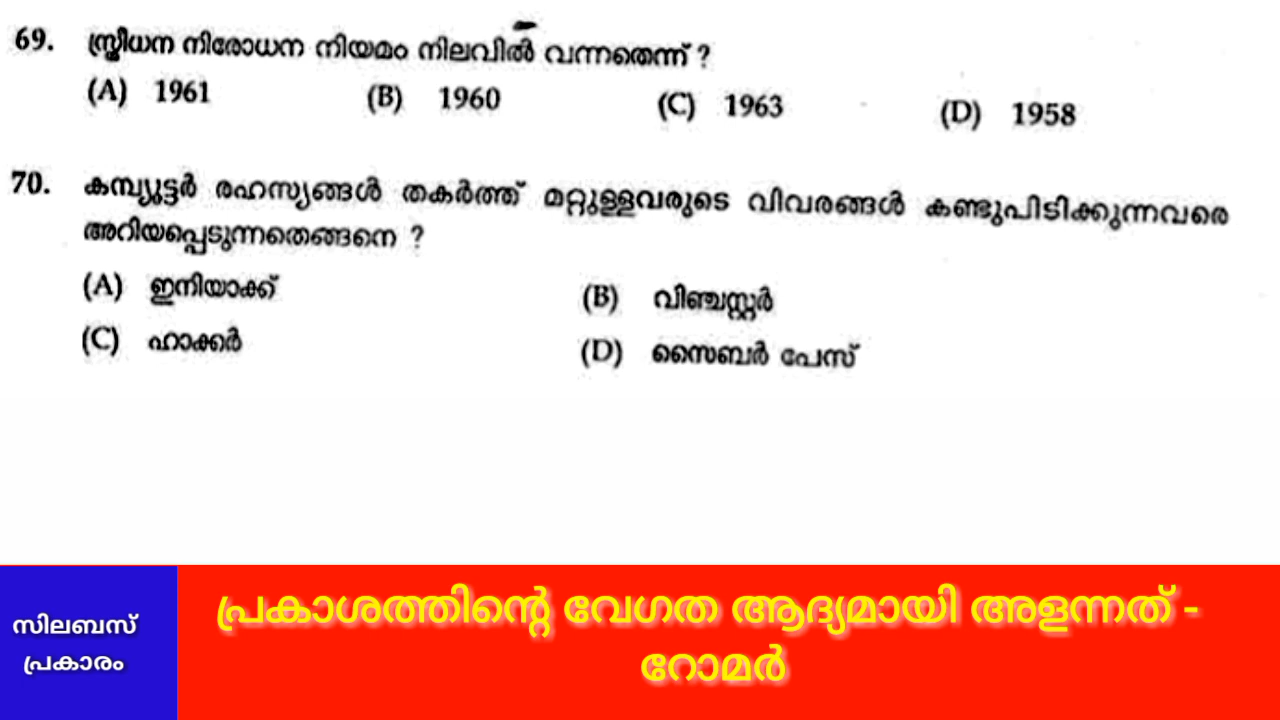 69. സ്ത്രീധന നിരോധന നിയമം നിലവിൽ വന്നതെന്ന് ?
(A) 1961 (B) 1960 (C) 1963 (D) 1958
70. കമ്പ്യൂട്ടർ രഹസ്യങ്ങൾ തകർത്ത് മറ്റുള്ളവരുടെ വിവരങ്ങൾ കണ്ടുപിടിക്കുന്നവരെ
അറിയപ്പെടുന്നതെങ്ങനെ ?
(A) ഇനിയാക്ക് (B) വിഞ്ചസ്റ്റർ
(C) ഹാക്കർ (D) സൈബർ പേസ്
സിലബസ്
പ്രകാരം
പ്രകാശത്തിന്റെ വേഗത ആദ്യമായി അളന്നത് -
റോമർ